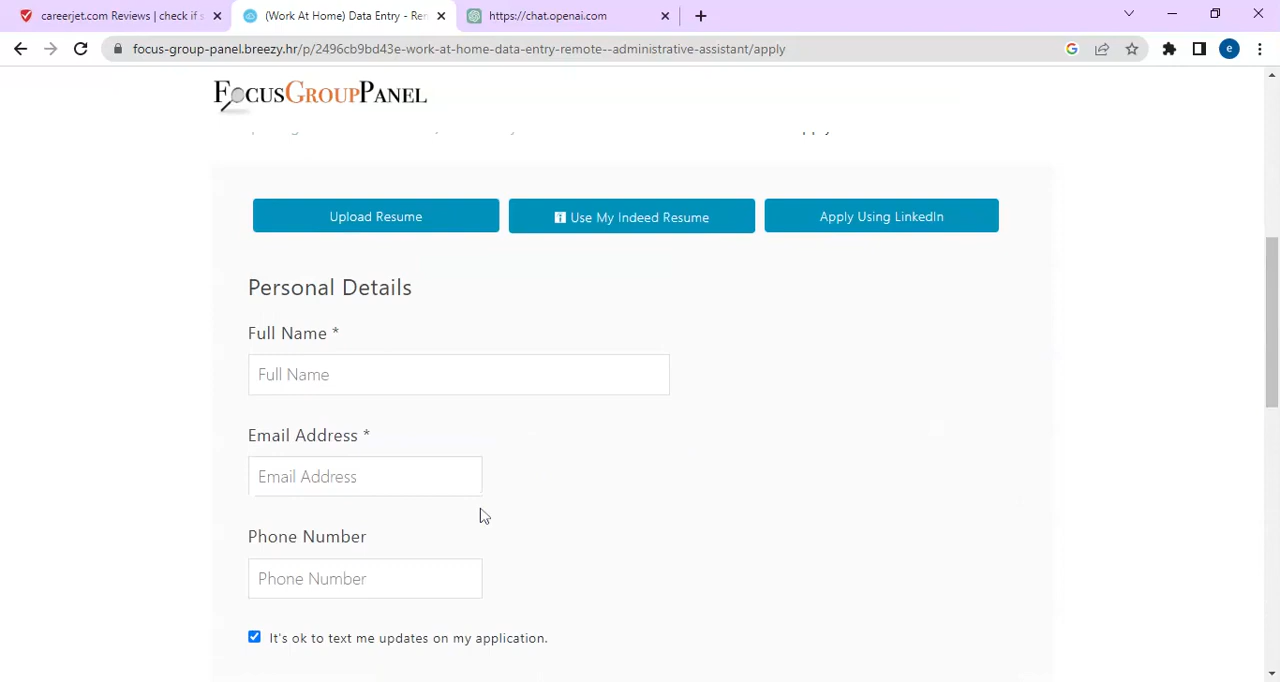 careerjet.com Reviews | check if s
(Work At Home) Data Entry - Rem
https://chat.openai.com
focus-group-panel.breezy.hr/p/2496cb9bd43e-work-at-home-data-entry-remote--administrative-assistant/apply
e
FOCUSGROUPPANEL
Upload Resume
Use My Indeed Resume
Apply Using LinkedIn
Personal Details
Full Name *
Full Name
Email Address *
Email Address
Phone Number
Phone Number
It's ok to text me updates on my application.